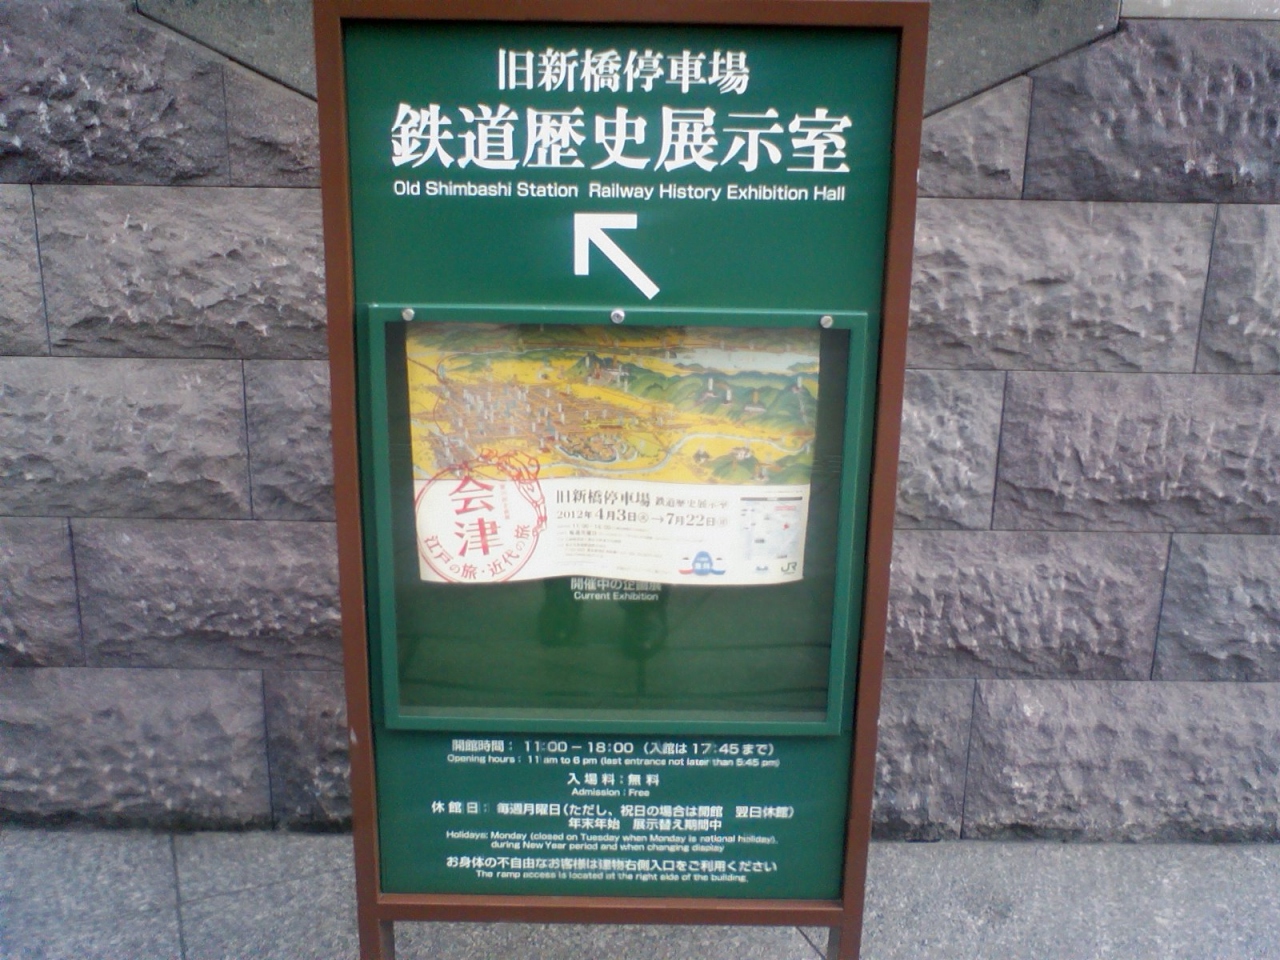 旧新橋停車場
鉄道歴史展示室
Old Shimbashi Station Railway History Exhibition Hall
会津
江戸の旅・近代の旅
旧新橋停車場 鉄道歴史展示室
2012年4月3日㊋→7月22日㊐
JR
開催中の企画展
Current Exhibition
開館時間： 11:00－18:00 （入館は17:45まで）
Opening hours : 11 am to 6 pm (last entrance not later than 5:45 pm)
入場料：無料
Admission : Free
休館日： 毎週月曜日（ただし、祝日の場合は開館 翌日休館）
年末年始 展示替え期間中
Holidays: Monday (closed on Tuesday when Monday is national holiday),
during New Year period and when changing display
お身体の不自由なお客様は建物右側入口をご利用ください
The ramp access is located at the right side of the building.